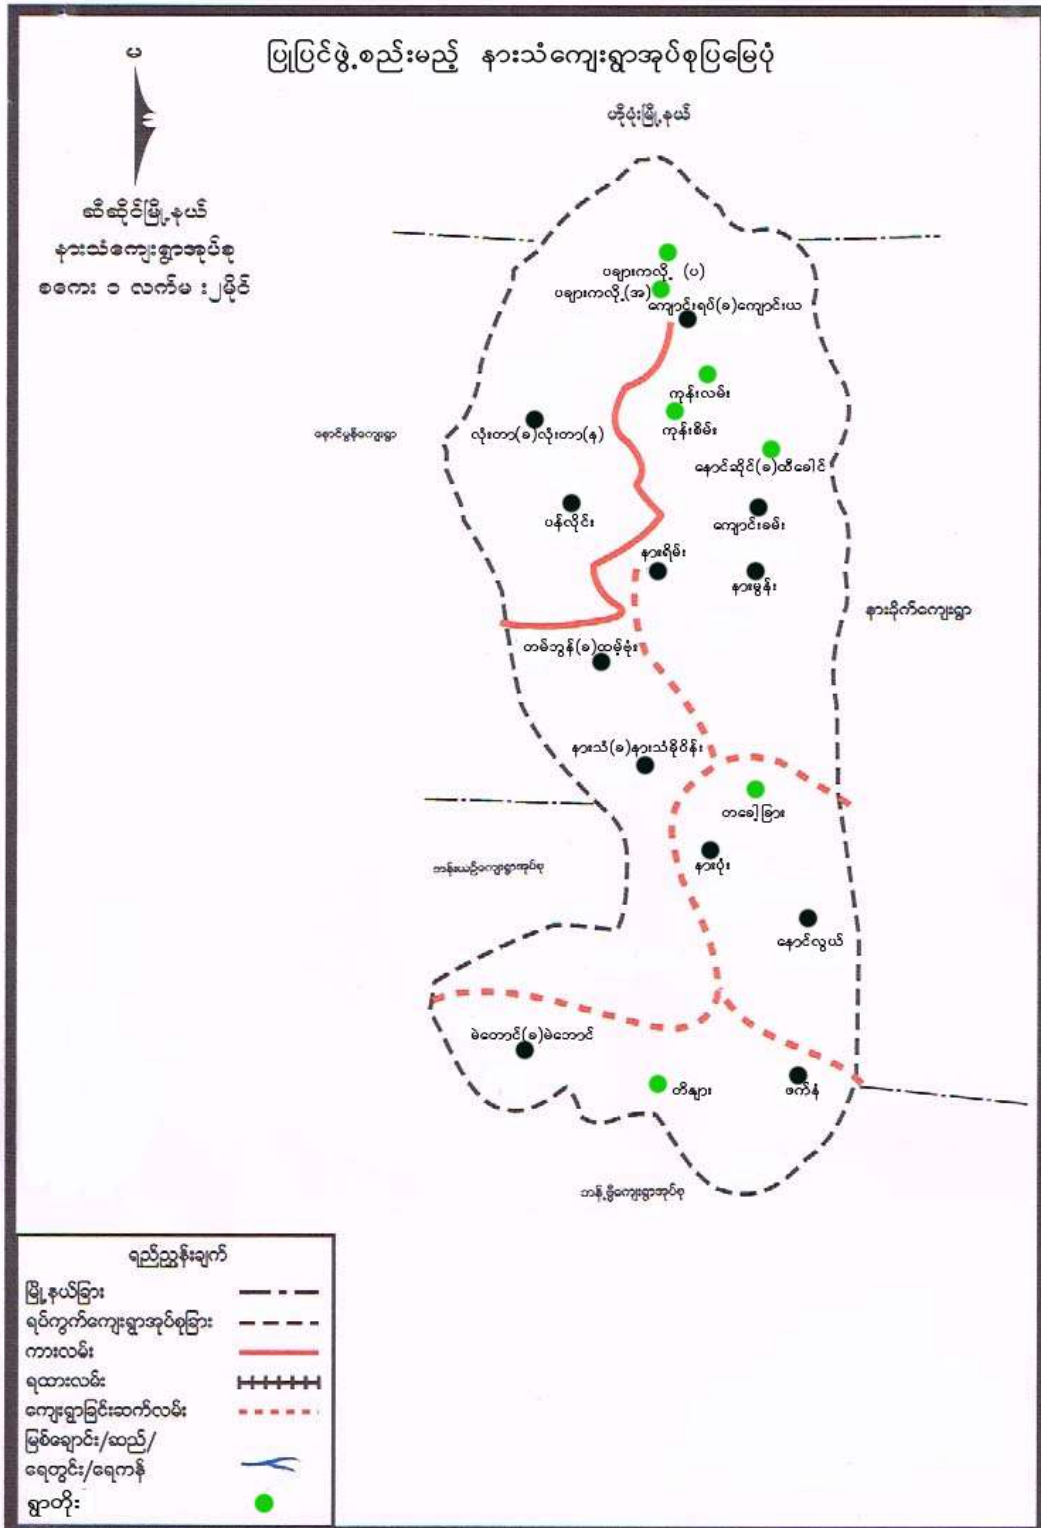 ပြုပြင်ဖွဲ့စည်းမည့် နားသံကျေးရွာအုပ်စုပြမြေပုံ
မ
ဟိုပုံးမြို့နယ်
ဆီဆိုင်မြို့နယ်
နားသံကျေးရွာအုပ်စု
စကေး ၁ လက်မ း၂မိုင်
ပချားကလို့ (ပ)
ပချားကလို့(အ)
ကျောင်းရပ်(ခ)ကျောင်းယ
ကုန်းလမ်း
ကုန်းစိမ်း
နောင်မွန်ကျေးရွာ
လုံးတာ(ခ)လုံးတာ(န)
နောင်ဆိုင်(ခ)ထီခေါင်
ပန်လိုင်း
ကျောင်းခမ်း
နားရိမ်း
နားမွန်း
နားခိုက်ကျေးရွာ
တမ်ဘွန်(ခ)ထမ့်ဗုံး
နားသံ(ခ)နားသံခိုဝိန်း
တခေါ့ခြား
နားပုံး
ဘန်းယဉ်ကျေးရွာအုပ်စု
နောင်လွယ်
မဲတောင်(ခ)မဲဘောင်
တိနျား
ဖက်နံ
ဘန့်ခွီကျေးရွာအုပ်စု
ရည်ညွှန်းချက်
မြို့နယ်ခြား
ရပ်ကွက်ကျေးရွာအုပ်စုခြား
ကားလမ်း
ရထားလမ်း
ကျေးရွာခြင်းဆက်လမ်း
မြစ်ချောင်း/ဆည်/
ရေတွင်း/ရေကန်
ရွာတိုး